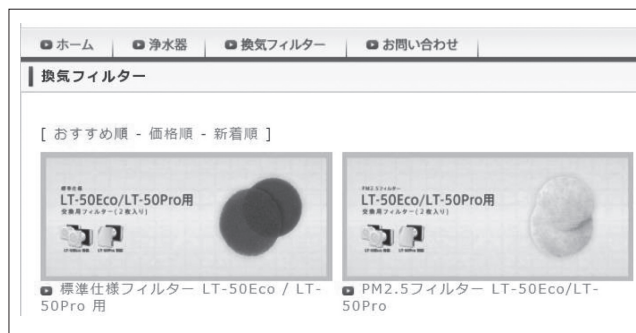 ホーム 浄水器 換気フィルター お問い合わせ
換気フィルター
[ おすすめ順 - 価格順 - 新着順 ]
標準仕様
LT-50Eco/LT-50Pro用
交換用フィルター(2枚入り)
PM2.5フィルター
LT-50Eco/LT-50Pro用
交換用フィルター(2枚入り)
標準仕様フィルター LT-50Eco / LT-
50Pro 用
PM2.5フィルター LT-50Eco/LT-
50Pro